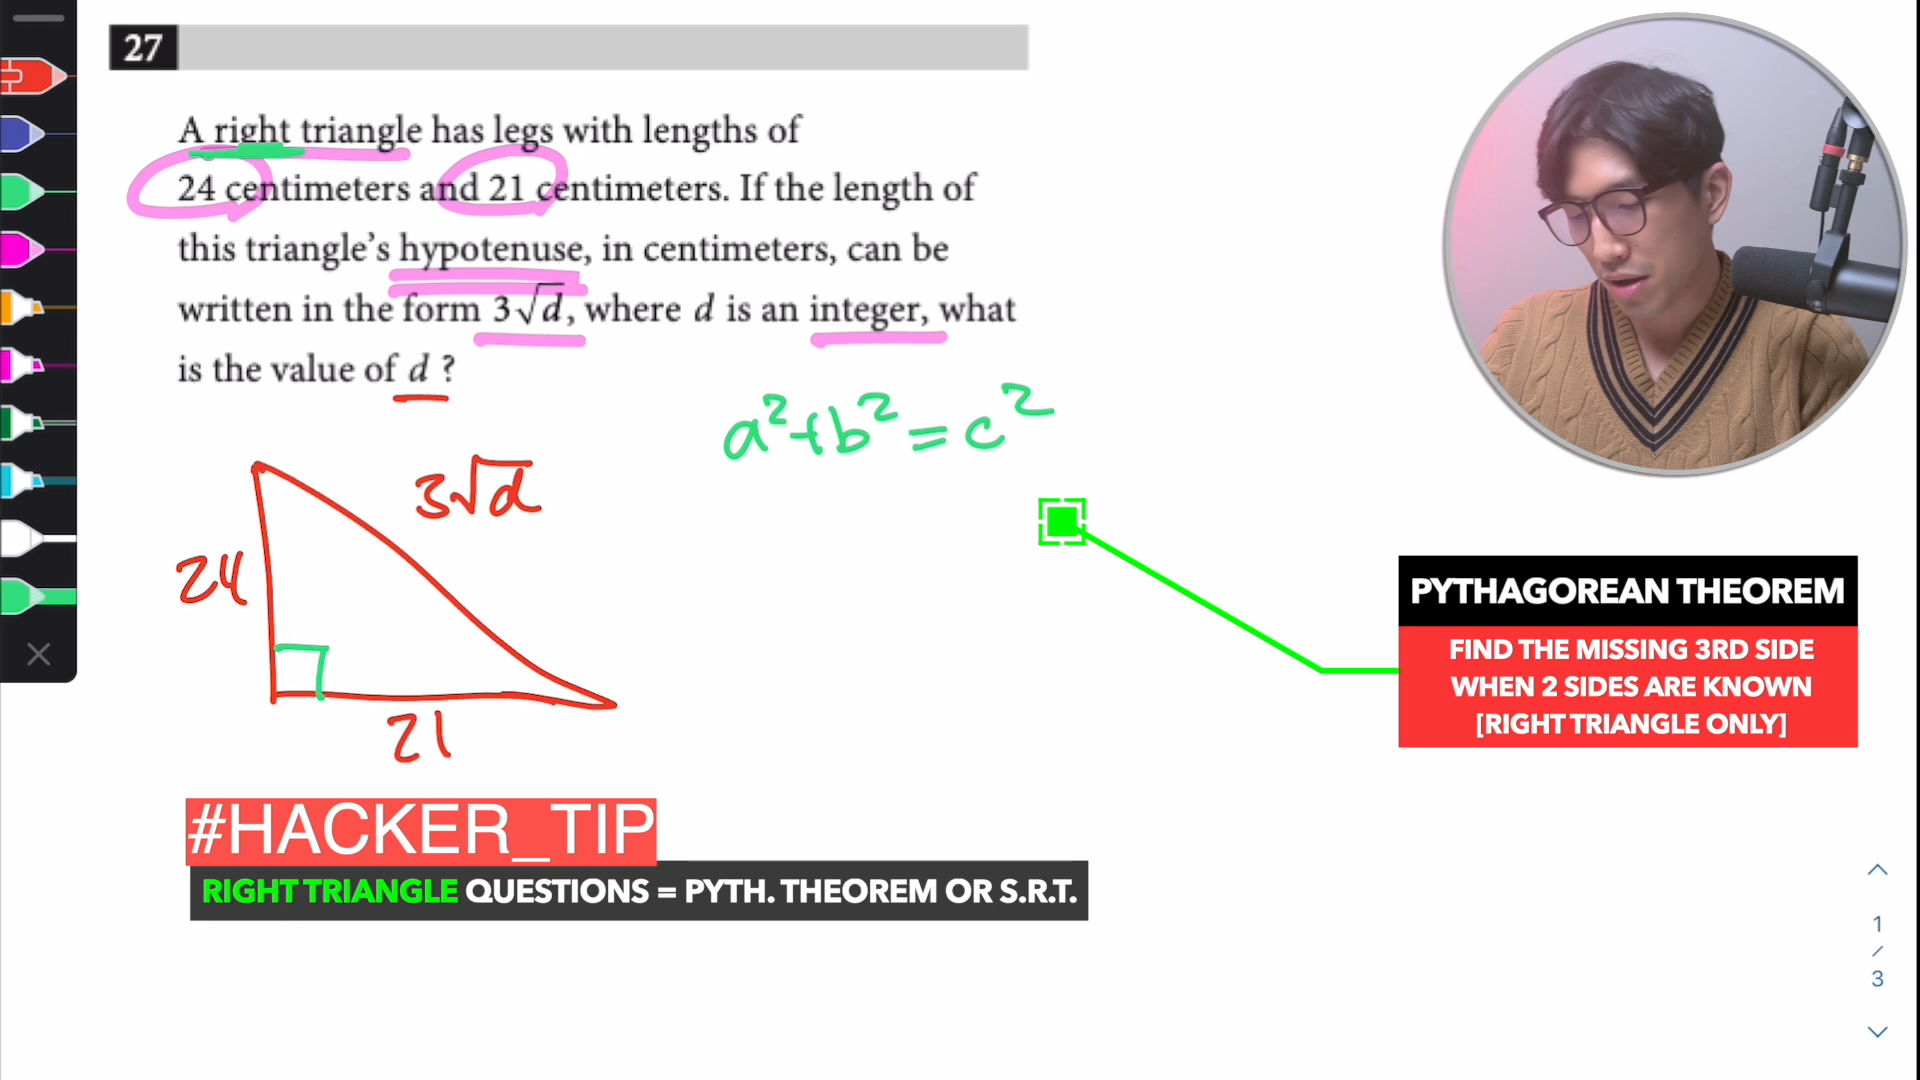 27
A right triangle has legs with lengths of
24 centimeters and 21 centimeters. If the length of
this triangle’s hypotenuse, in centimeters, can be
written in the form 3√d, where d is an integer, what
is the value of d ?
a²+b²=c²
3√d
24
21
PYTHAGOREAN THEOREM
FIND THE MISSING 3RD SIDE
WHEN 2 SIDES ARE KNOWN
[RIGHT TRIANGLE ONLY]
#HACKER_TIP
RIGHT TRIANGLE QUESTIONS = PYTH. THEOREM OR S.R.T.
1
/
3